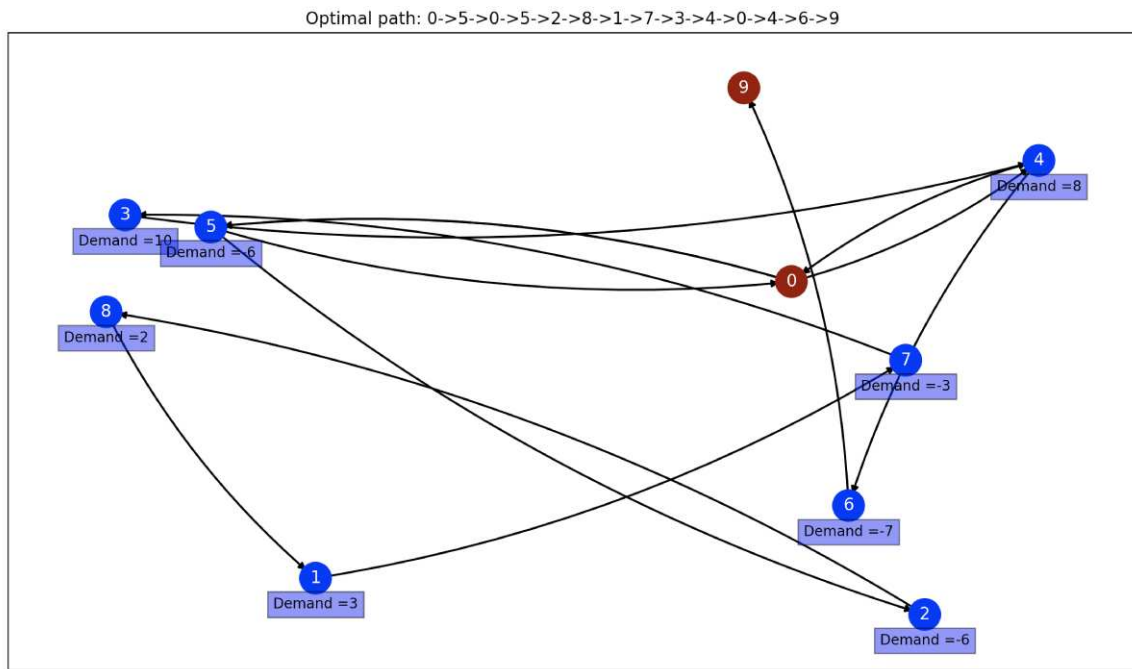 Optimal path: 0->5->0->5->2->8->1->7->3->4->0->4->6->9
9
4
Demand =8
3
5
Demand =10
Demand =-6
0
8
Demand =2
7
Demand =-3
6
Demand =-7
1
Demand =3
2
Demand =-6